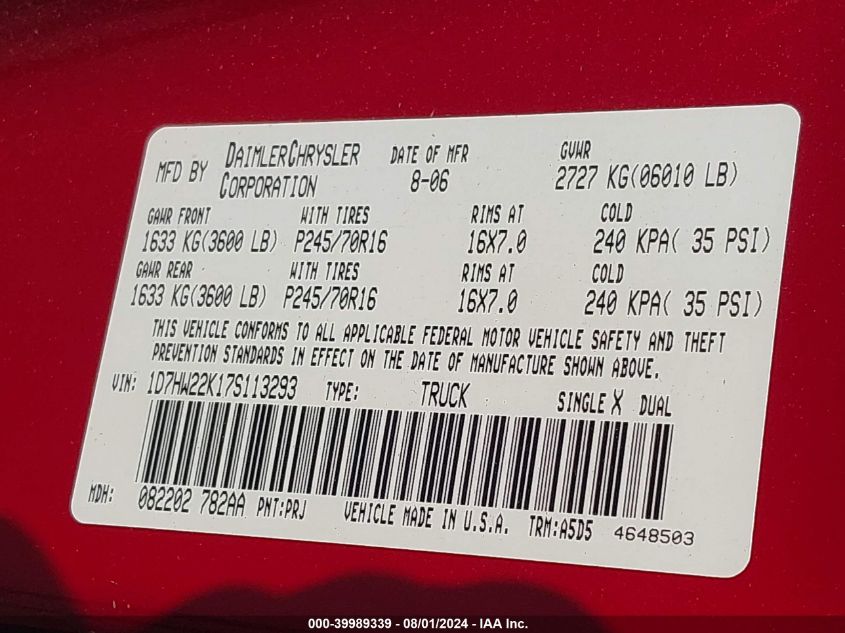 MFD BY DAIMLERCHRYSLER CORPORATION DATE OF MFR 8-06 GVWR 2727 KG(06010 LB)
GAWR FRONT WITH TIRES RIMS AT COLD
1633 KG(3600 LB) P245/70R16 16X7.0 240 KPA( 35 PSI)
GAWR REAR WITH TIRES RIMS AT COLD
1633 KG(3600 LB) P245/70R16 16X7.0 240 KPA( 35 PSI)
THIS VEHICLE CONFORMS TO ALL APPLICABLE FEDERAL MOTOR VEHICLE SAFETY AND THEFT
PREVENTION STANDARDS IN EFFECT ON THE DATE OF MANUFACTURE SHOWN ABOVE.
VIN: 1D7HW22K17S113293 TYPE: TRUCK SINGLE X DUAL
MDH: 082202 782AA PNT:PRJ VEHICLE MADE IN U.S.A. TRM:A5D5 4648503
000-39989339 - 08/01/2024 - IAA Inc.